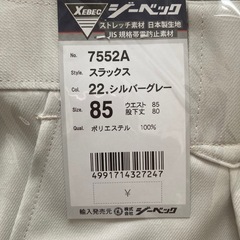 XEBEC ジーベック
ストレッチ素材 日本製生地
JIS規格帯電防止素材
No. 7552A
Style. スラックス
Col. 22.シルバーグレー
Size. 85 ウエスト 85
股下丈 80
Qual. ポリエステル 100%
4991714327247
¥
輸入発売元 株式会社 ジーベック